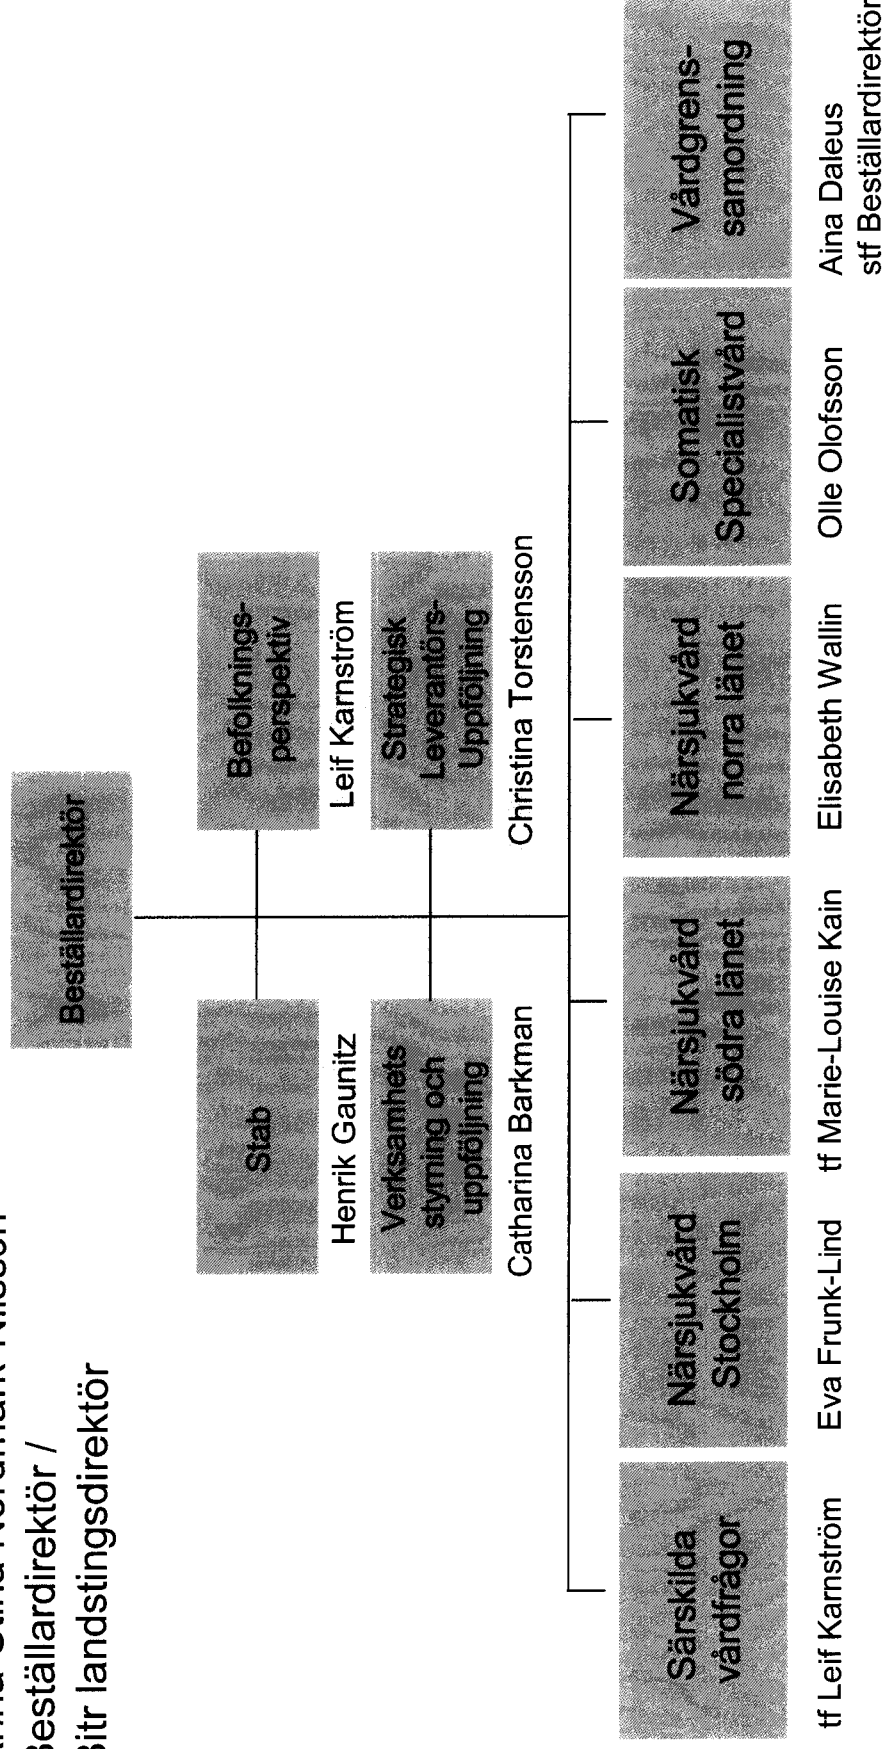 Nordmark Nilsson
Beställardirektör /
Bitr landstingsdirektör
Beställardirektör
Stab
Henrik Gaunitz
Befolknings-
perspektiv
Leif Karnström
Verksamhets
styrning och
uppföljning
Catharina Barkman
Strategisk
Leverantörs-
Uppföljning
Christina Torstensson
Särskilda
vårdfrågor
tf Leif Karnström
Närsjukvård
Stockholm
Eva Frunk-Lind
Närsjukvård
södra länet
tf Marie-Louise Kain
Närsjukvård
norra länet
Elisabeth Wallin
Somatisk
Specialistvård
Olle Olofsson
Vårdgrens-
samordning
Aina Daleus
stf Beställardirektör